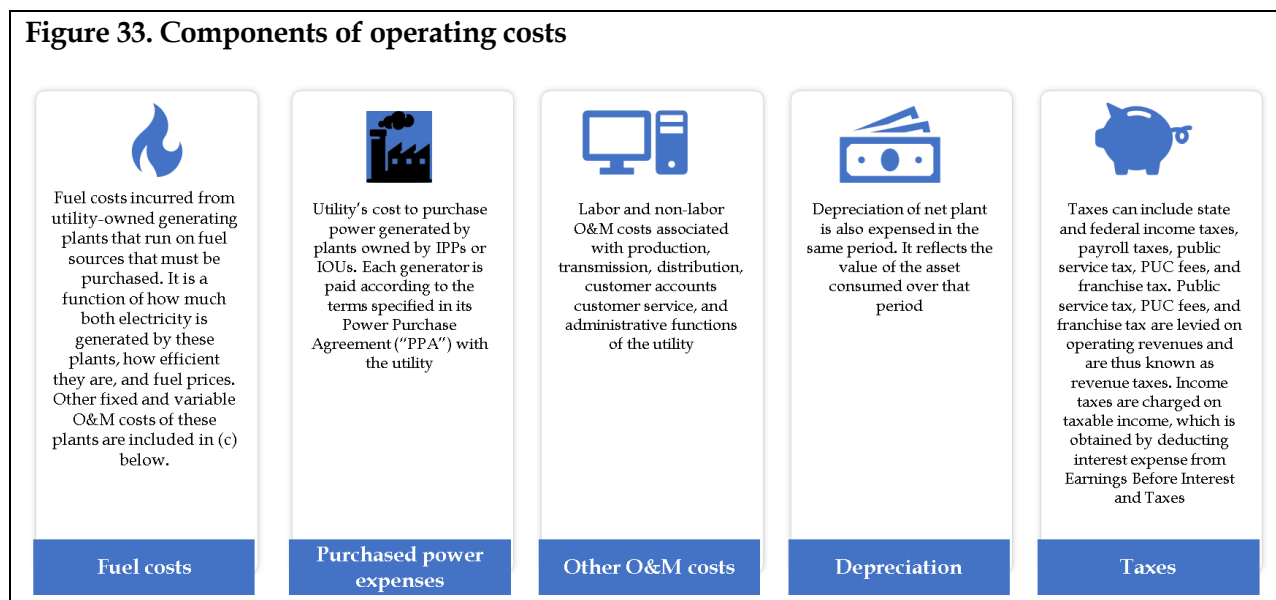 Figure 33. Components of operating costs
Fuel costs incurred from
utility-owned generating
plants that run on fuel
sources that must be
purchased. It is a
function of how much
both electricity is
generated by these
plants, how efficient
they are, and fuel prices.
Other fixed and variable
O&M costs of these
plants are included in (c)
below.
Fuel costs
Utility's cost to purchase
power generated by
plants owned by IPPs or
IOUs. Each generator is
paid according to the
terms specified in its
Power Purchase
Agreement ("PPA") with
the utility
Purchased power
expenses
Labor and non-labor
O&M costs associated
with production,
transmission, distribution,
customer accounts
customer service, and
administrative functions
of the utility
Other O&M costs
Depreciation of net plant
is also expensed in the
same period. It reflects the
value of the asset
consumed over that
period
Depreciation
Taxes can include state
and federal income taxes,
payroll taxes, public
service tax, PUC fees, and
franchise tax. Public
service tax, PUC fees, and
franchise tax are levied on
operating revenues and
are thus known as
revenue taxes. Income
taxes are charged on
taxable income, which is
obtained by deducting
interest expense from
Earnings Before Interest
and Taxes
Taxes